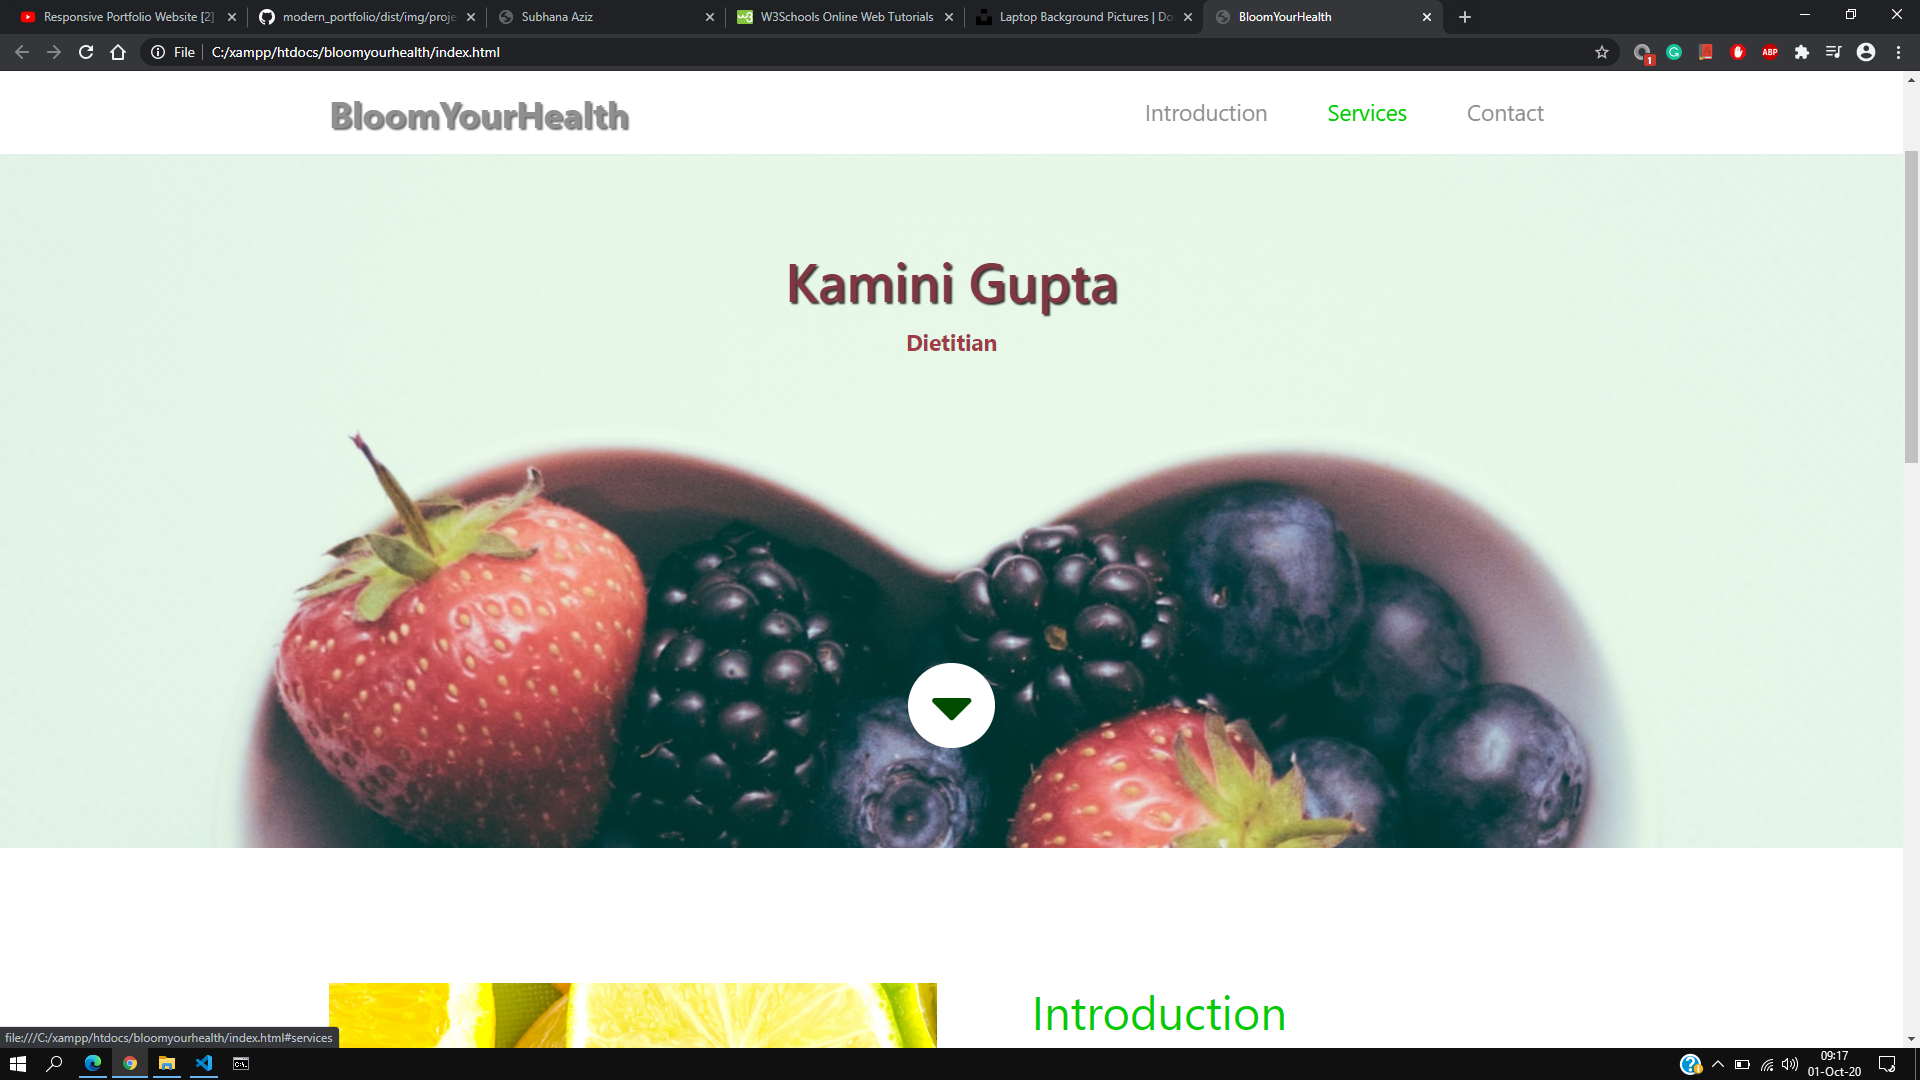 Responsive Portfolio Website [2]
modern_portfolio/dist/img/proje
Subhana Aziz
W3Schools Online Web Tutorials
Laptop Background Pictures | Do
BloomYourHealth
File
C:/xampp/htdocs/bloomyourhealth/index.html
1
ABP
BloomYourHealth
Introduction
Services
Contact
Kamini Gupta
Dietitian
Introduction
file:///C:/xampp/htdocs/bloomyourhealth/index.html#services
09:17
01-Oct-20